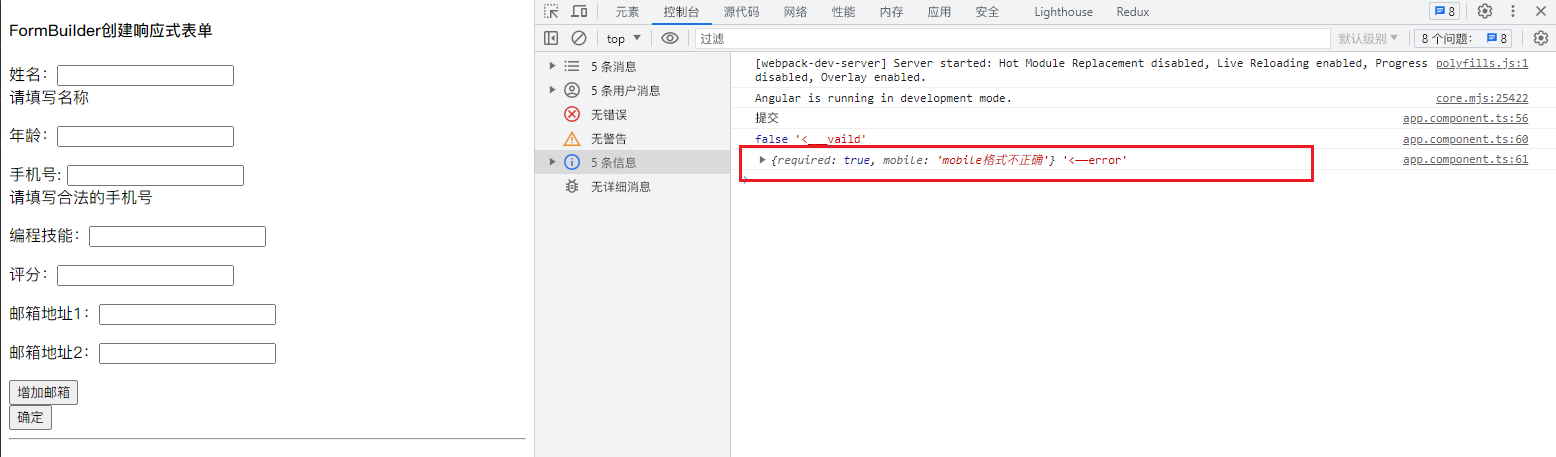 FormBuilder创建响应式表单
姓名：
请填写名称
年龄：
手机号：
请填写合法的手机号
编程技能：
评分：
邮箱地址1：
邮箱地址2：
增加邮箱
确定
元素 控制台 源代码 网络 性能 内存 应用 安全 Lighthouse Redux 8
top 过滤 默认级别 8 个问题： 8
5 条消息
5 条用户消息
无错误
无警告
5 条信息
无详细消息
[webpack-dev-server] Server started: Hot Module Replacement disabled, Live Reloading enabled, Progress polyfills.js:1
disabled, Overlay enabled.
Angular is running in development mode. core.mjs:25422
提交 app.component.ts:56
false '<___vaild' app.component.ts:60
{required: true, mobile: 'mobile格式不正确'} '<——error' app.component.ts:61